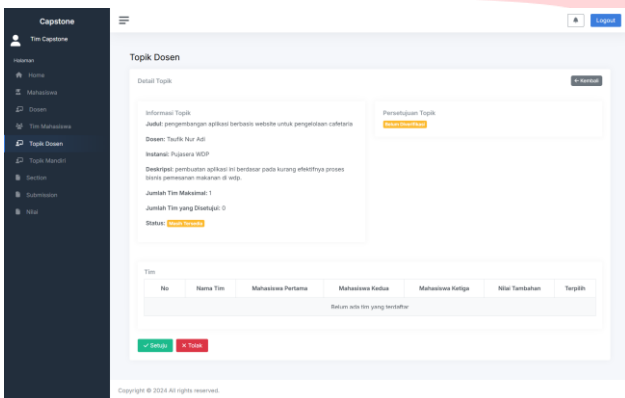 Capstone
Logout
Tim Capstone
Halaman
Home
Mahasiswa
Dosen
Tim Mahasiswa
Topik Dosen
Topik Mandiri
Section
Submission
Nilai
Topik Dosen
Detail Topik
← Kembali
Informasi Topik
Judul: pengembangan aplikasi berbasis website untuk pengelolaan cafetaria
Dosen: Taufik Nur Adi
Instansi: Pujasera WDP
Deskripsi: pembuatan aplikasi ini berdasar pada kurang efektifnya proses
bisnis pemesanan makanan di wdp.
Jumlah Tim Maksimal: 1
Jumlah Tim yang Disetujui: 0
Status: Masih Tersedia
Persetujuan Topik
Belum Diverifikasi
Tim
No Nama Tim Mahasiswa Pertama Mahasiswa Kedua Mahasiswa Ketiga Nilai Tambahan Terpilih
Belum ada tim yang terdaftar
✓ Setuju × Tolak
Copyright © 2024 All rights reserved.